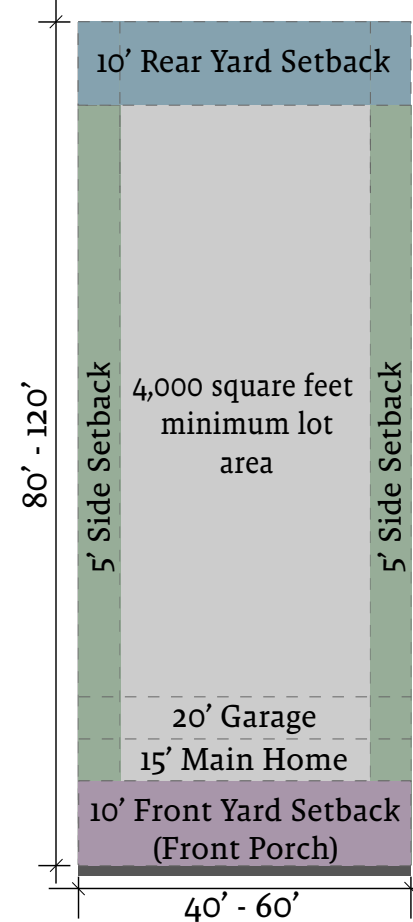 10' Rear Yard Setback
80' - 120'
5' Side Setback
4,000 square feet
minimum lot
area
5' Side Setback
20' Garage
15' Main Home
10' Front Yard Setback
(Front Porch)
40' - 60'